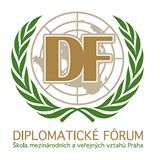 DF
DIPLOMATICKÉ FÓRUM
Škola mezinárodních a veřejných vztahů Praha